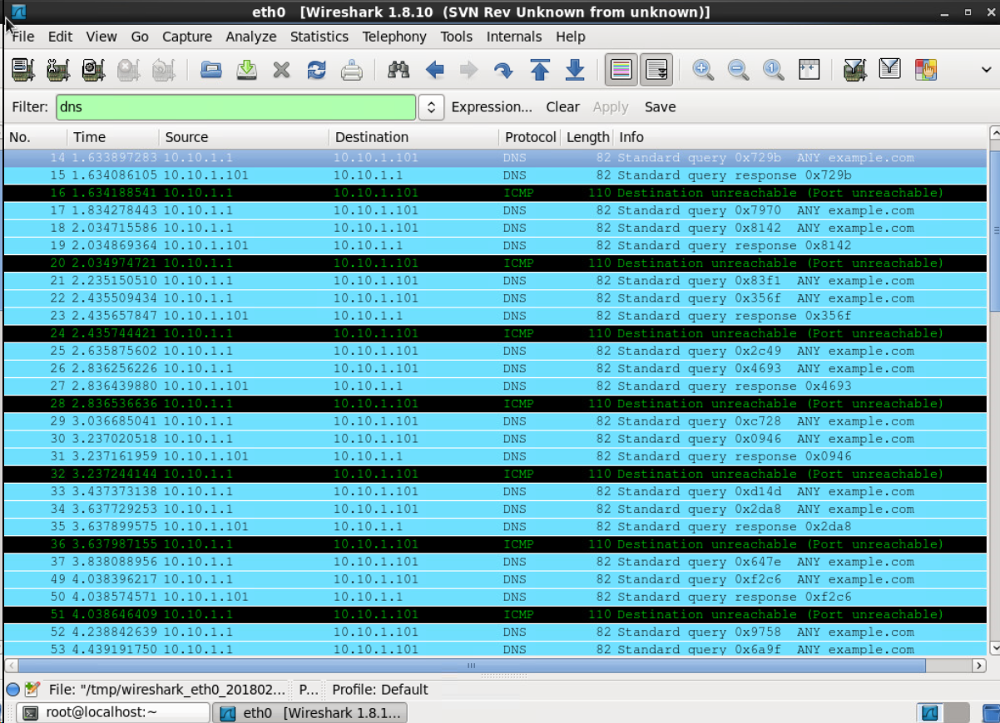 eth0 [Wireshark 1.8.10 (SVN Rev Unknown from unknown)]
File Edit View Go Capture Analyze Statistics Telephony Tools Internals Help
Filter: dns Expression... Clear Apply Save
No. Time Source Destination Protocol Length Info
14 1.633897283 10.10.1.1 10.10.1.101 DNS 82 Standard query 0x729b ANY example.com
15 1.634086105 10.10.1.101 10.10.1.1 DNS 82 Standard query response 0x729b
16 1.634188541 10.10.1.1 10.10.1.101 ICMP 110 Destination unreachable (Port unreachable)
17 1.834278443 10.10.1.1 10.10.1.101 DNS 82 Standard query 0x7970 ANY example.com
18 2.034715586 10.10.1.1 10.10.1.101 DNS 82 Standard query 0x8142 ANY example.com
19 2.034869364 10.10.1.101 10.10.1.1 DNS 82 Standard query response 0x8142
20 2.034974721 10.10.1.1 10.10.1.101 ICMP 110 Destination unreachable (Port unreachable)
21 2.235150510 10.10.1.1 10.10.1.101 DNS 82 Standard query 0x83f1 ANY example.com
22 2.435509434 10.10.1.1 10.10.1.101 DNS 82 Standard query 0x356f ANY example.com
23 2.435657847 10.10.1.101 10.10.1.1 DNS 82 Standard query response 0x356f
24 2.435744421 10.10.1.1 10.10.1.101 ICMP 110 Destination unreachable (Port unreachable)
25 2.635875602 10.10.1.1 10.10.1.101 DNS 82 Standard query 0x2c49 ANY example.com
26 2.836256226 10.10.1.1 10.10.1.101 DNS 82 Standard query 0x4693 ANY example.com
27 2.836439880 10.10.1.101 10.10.1.1 DNS 82 Standard query response 0x4693
28 2.836536636 10.10.1.1 10.10.1.101 ICMP 110 Destination unreachable (Port unreachable)
29 3.036685041 10.10.1.1 10.10.1.101 DNS 82 Standard query 0xc728 ANY example.com
30 3.237020518 10.10.1.1 10.10.1.101 DNS 82 Standard query 0x0946 ANY example.com
31 3.237161959 10.10.1.101 10.10.1.1 DNS 82 Standard query response 0x0946
32 3.237244144 10.10.1.1 10.10.1.101 ICMP 110 Destination unreachable (Port unreachable)
33 3.437373138 10.10.1.1 10.10.1.101 DNS 82 Standard query 0xd14d ANY example.com
34 3.637729253 10.10.1.1 10.10.1.101 DNS 82 Standard query 0x2da8 ANY example.com
35 3.637899575 10.10.1.101 10.10.1.1 DNS 82 Standard query response 0x2da8
36 3.637987155 10.10.1.1 10.10.1.101 ICMP 110 Destination unreachable (Port unreachable)
37 3.838088956 10.10.1.1 10.10.1.101 DNS 82 Standard query 0x647e ANY example.com
49 4.038396217 10.10.1.1 10.10.1.101 DNS 82 Standard query 0xf2c6 ANY example.com
50 4.038574571 10.10.1.101 10.10.1.1 DNS 82 Standard query response 0xf2c6
51 4.038646409 10.10.1.1 10.10.1.101 ICMP 110 Destination unreachable (Port unreachable)
52 4.238842639 10.10.1.1 10.10.1.101 DNS 82 Standard query 0x9758 ANY example.com
53 4.439191750 10.10.1.1 10.10.1.101 DNS 82 Standard query 0x6a9f ANY example.com
File: "/tmp/wireshark_eth0_201802... P... Profile: Default
root@localhost:~ eth0 [Wireshark 1.8.1...